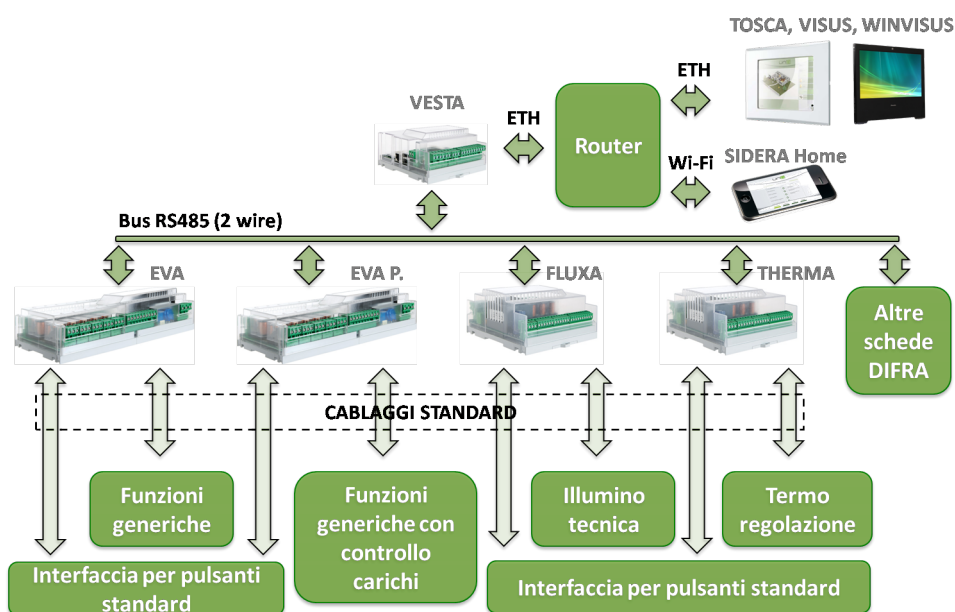 TOSCA, VISUS, WINVISUS
ETH
VESTA
ETH
Router
Wi-Fi
SIDERA Home
Bus RS485 (2 wire)
EVA
EVA P.
FLUXA
THERMA
Altre
schede
DIFRA
CABLAGGI STANDARD
Funzioni
generiche
Funzioni
generiche con
controllo
carichi
Illumino
tecnica
Termo
regolazione
Interfaccia per pulsanti
standard
Interfaccia per pulsanti standard